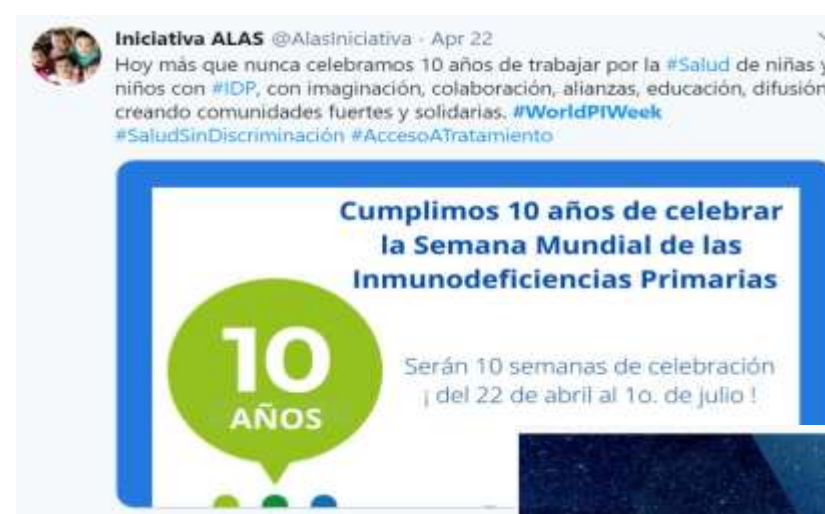 Iniciativa ALAS @AlasIniciativa · Apr 22
Hoy más que nunca celebramos 10 años de trabajar por la #Salud de niñas y
niños con #IDP, con imaginación, colaboración, alianzas, educación, difusión
creando comunidades fuertes y solidarias. #WorldPIWeek
#SaludSinDiscriminación #AccesoATratamiento
Cumplimos 10 años de celebrar
la Semana Mundial de las
Inmunodeficiencias Primarias
10
AÑOS
Serán 10 semanas de celebración
¡ del 22 de abril al 1o. de julio !